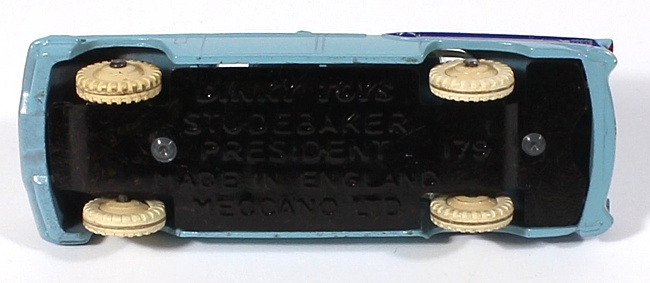 DINKY TOYS
STUDEBAKER
PRESIDENT 179
MADE IN ENGLAND
MECCANO LTD